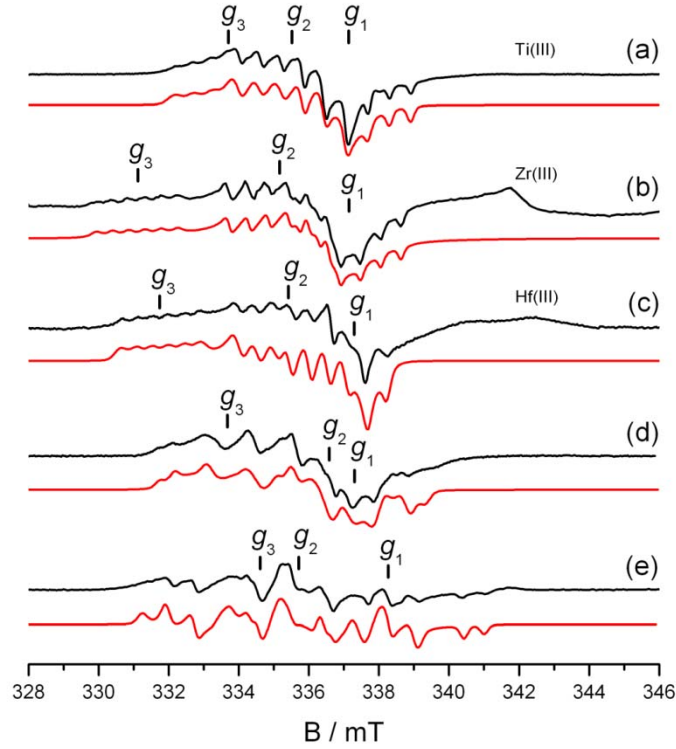 g3 g2 g1
Ti(III) (a)
g3 g2 g1
Zr(III) (b)
g3 g2 g1
Hf(III) (c)
g3 g2 g1
(d)
g3 g2 g1
(e)
328 330 332 334 336 338 340 342 344 346
B / mT